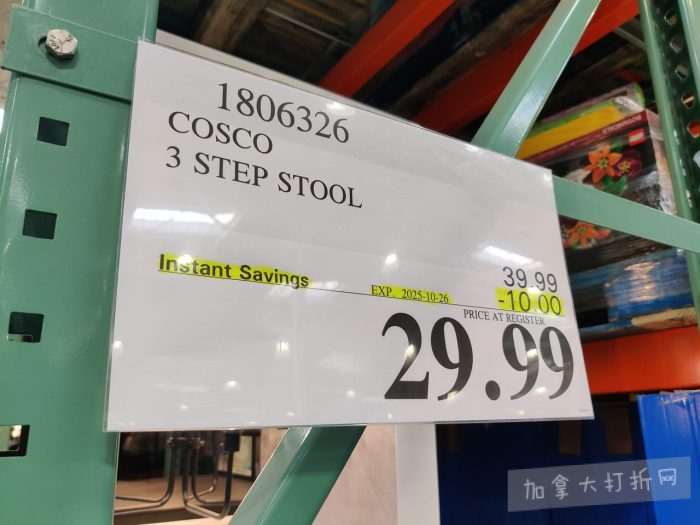 1806326
COSCO
3 STEP STOOL
39.99
Instant Savings EXP. 2025-10-26 -10.00
PRICE AT REGISTER
29.99
加拿大打折网